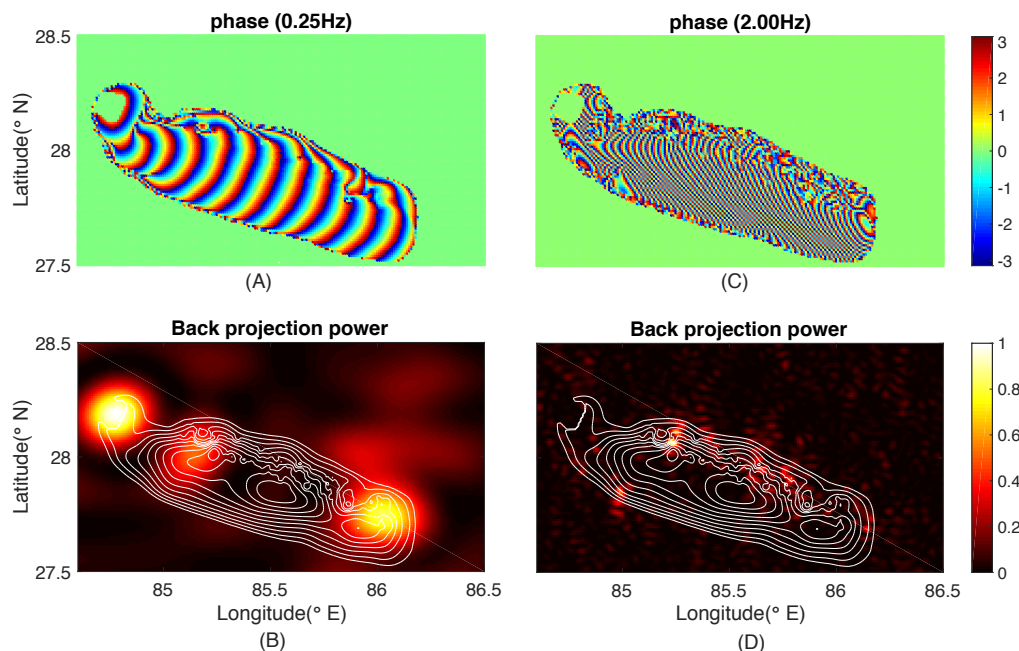 phase (0.25Hz)
phase (2.00Hz)
28.5
28
27.5
Latitude(° N)
Latitude(° N)
3
2
1
0
-1
-2
-3
(A)
(C)
Back projection power
Back projection power
28.5
28
27.5
Latitude(° N)
Latitude(° N)
1
0.8
0.6
0.4
0.2
0
85
85.5
86
86.5
85
85.5
86
86.5
Longitude(° E)
Longitude(° E)
(B)
(D)